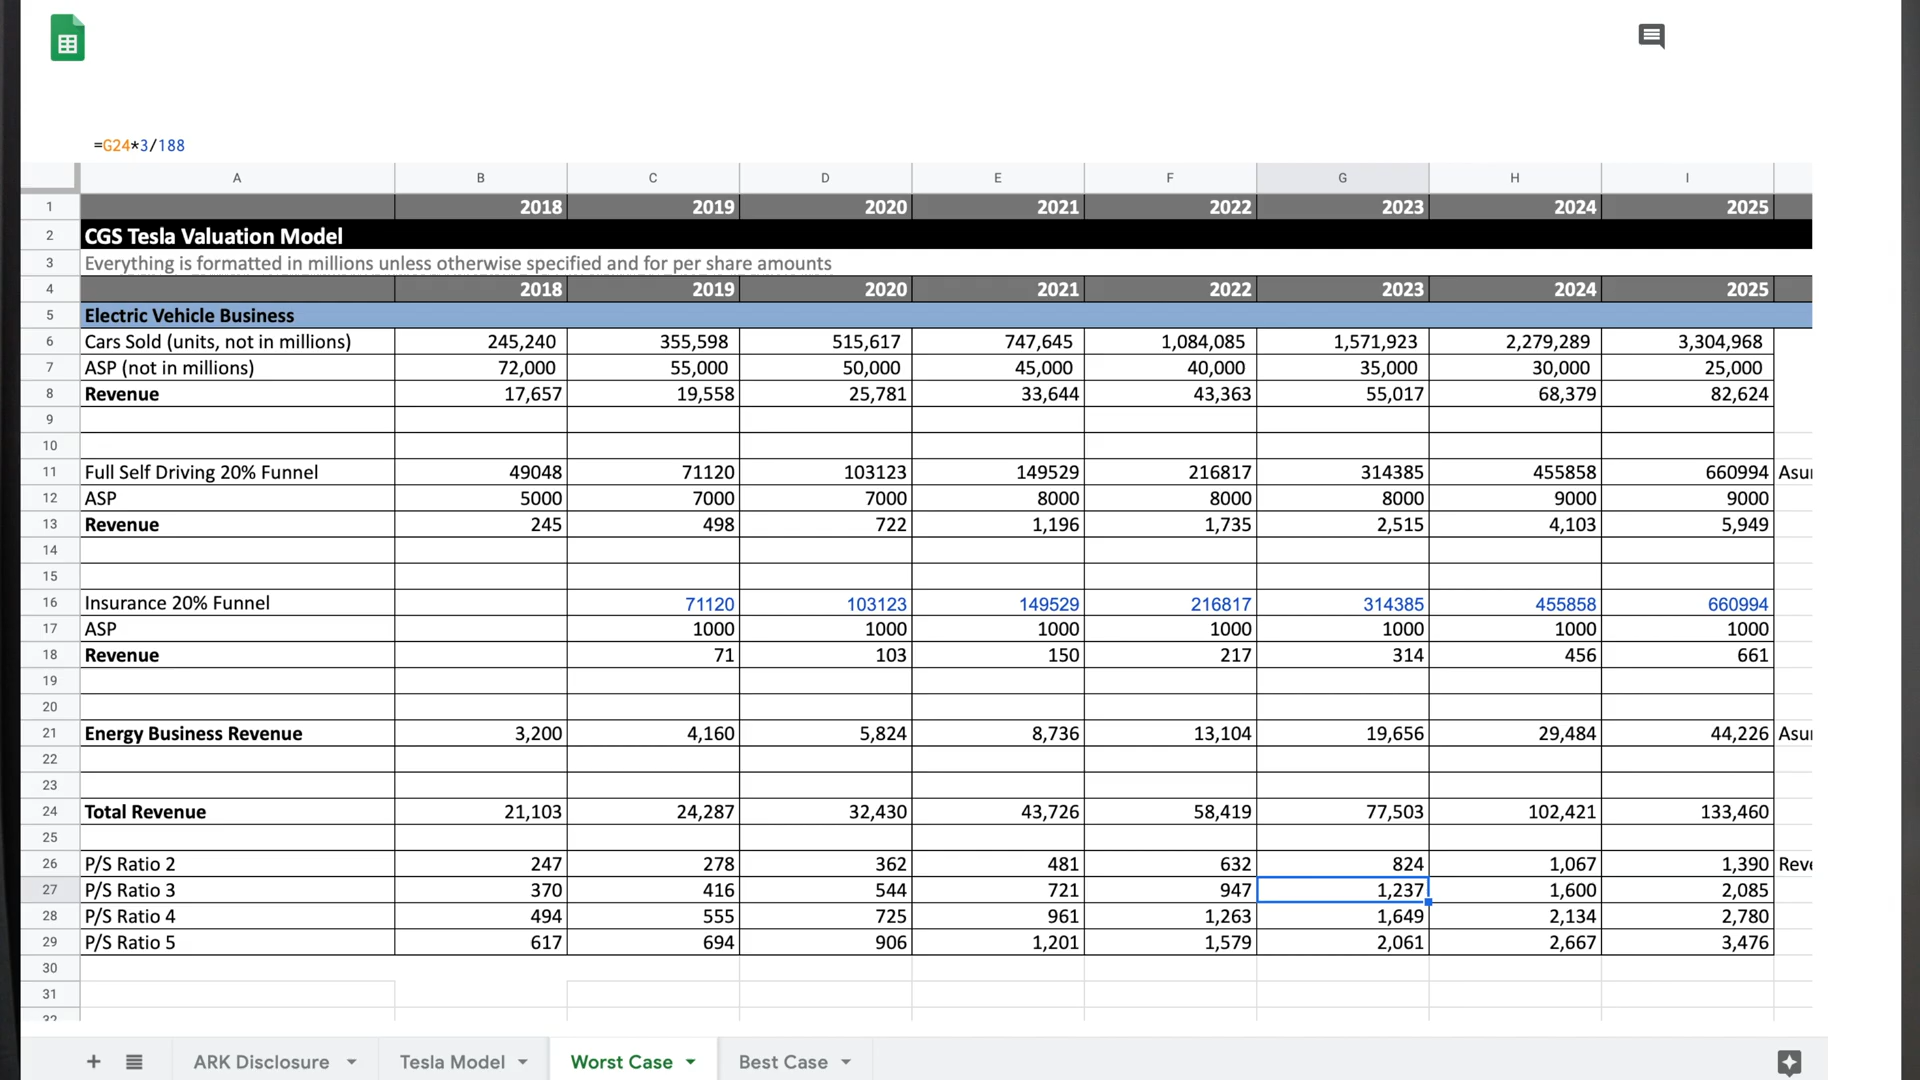 =G24*3/188
A B C D E F G H I
1 2018 2019 2020 2021 2022 2023 2024 2025
2 CGS Tesla Valuation Model
3 Everything is formatted in millions unless otherwise specified and for per share amounts
4 2018 2019 2020 2021 2022 2023 2024 2025
5 Electric Vehicle Business
6 Cars Sold (units, not in millions) 245,240 355,598 515,617 747,645 1,084,085 1,571,923 2,279,289 3,304,968
7 ASP (not in millions) 72,000 55,000 50,000 45,000 40,000 35,000 30,000 25,000
8 Revenue 17,657 19,558 25,781 33,644 43,363 55,017 68,379 82,624
9
10
11 Full Self Driving 20% Funnel 49048 71120 103123 149529 216817 314385 455858 660994 Asu
12 ASP 5000 7000 7000 8000 8000 8000 9000 9000
13 Revenue 245 498 722 1,196 1,735 2,515 4,103 5,949
14
15
16 Insurance 20% Funnel 71120 103123 149529 216817 314385 455858 660994
17 ASP 1000 1000 1000 1000 1000 1000 1000
18 Revenue 71 103 150 217 314 456 661
19
20
21 Energy Business Revenue 3,200 4,160 5,824 8,736 13,104 19,656 29,484 44,226 Asu
22
23
24 Total Revenue 21,103 24,287 32,430 43,726 58,419 77,503 102,421 133,460
25
26 P/S Ratio 2 247 278 362 481 632 824 1,067 1,390 Reve
27 P/S Ratio 3 370 416 544 721 947 1,237 1,600 2,085
28 P/S Ratio 4 494 555 725 961 1,263 1,649 2,134 2,780
29 P/S Ratio 5 617 694 906 1,201 1,579 2,061 2,667 3,476
30
31
32
+ ARK Disclosure Tesla Model Worst Case Best Case